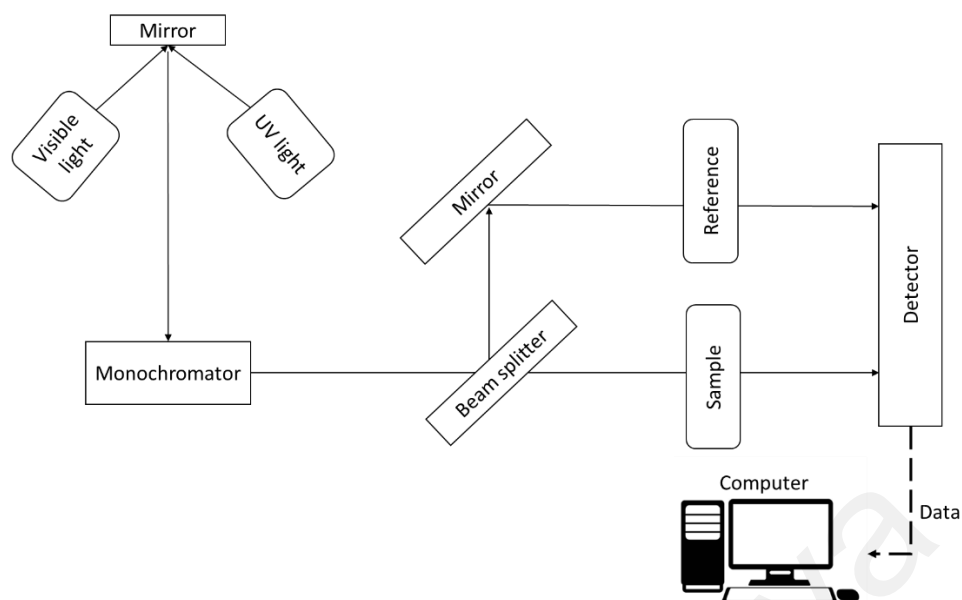 Mirror
Visible
light
UV light
Mirror
Reference
Detector
Monochromator
Beam splitter
Sample
Computer
Data